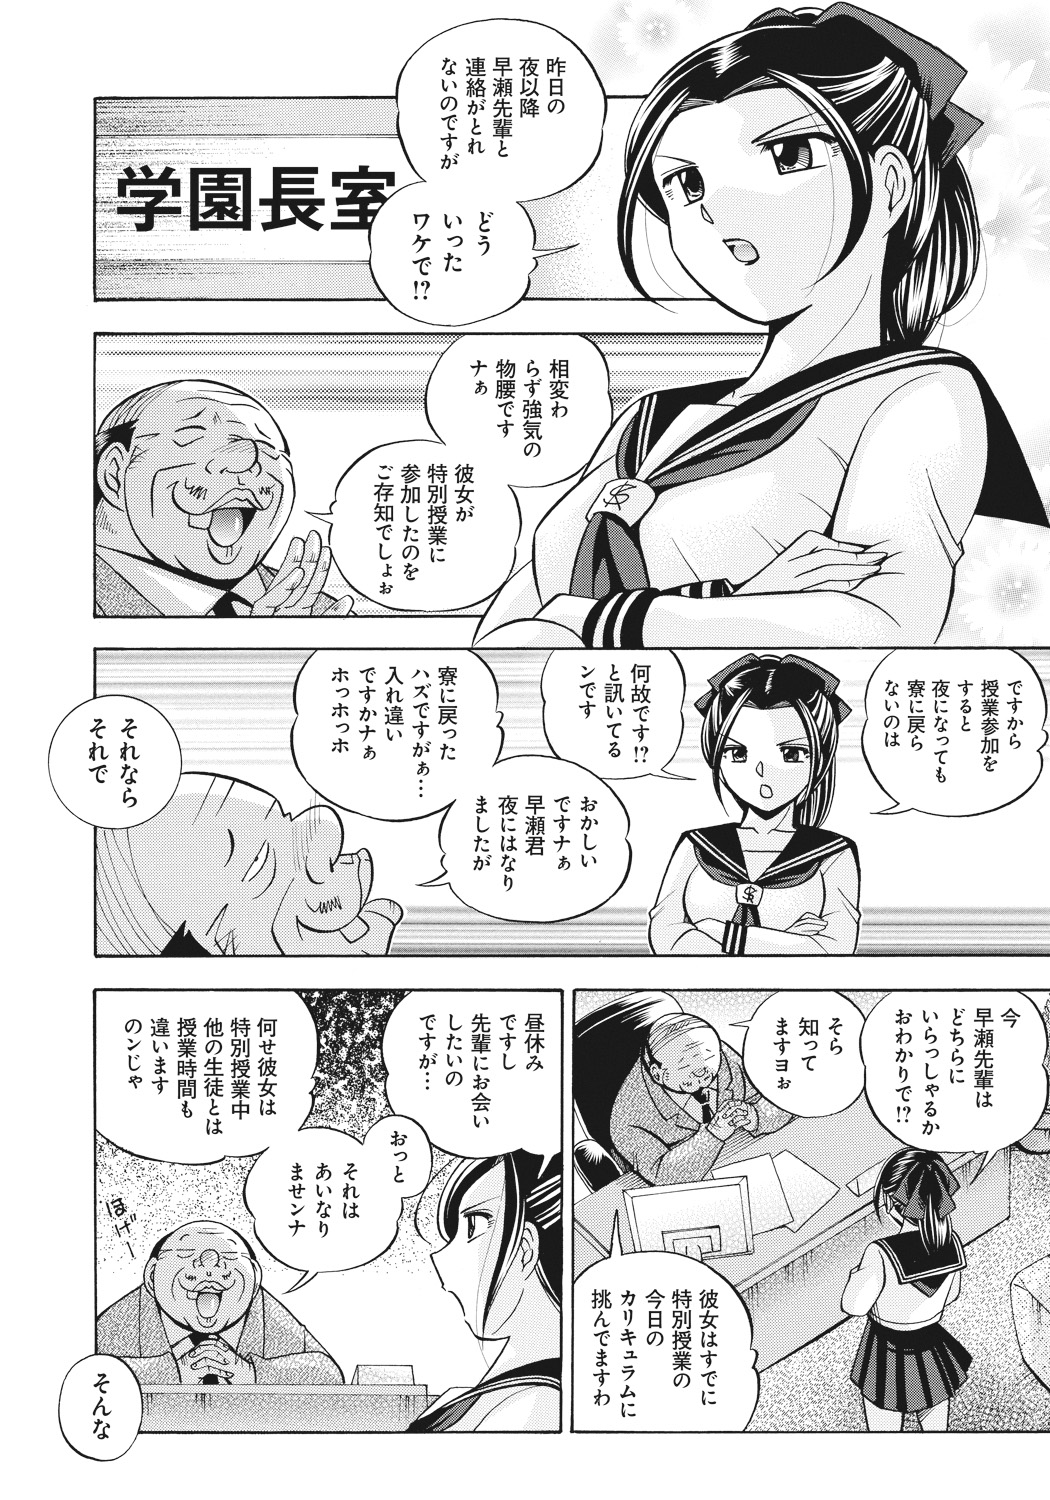 学園長室
昨日の
夜以降
早瀬先輩と
連絡がとれ
ないのですが
どう
いった
ワケで!?
相変わ
らず強気の
物腰です
ナぁ
彼女が
特別授業に
参加したのを
ご存知でしょぉ
ですから
授業参加を
すると
夜になっても
寮に戻ら
ないのは
何故です!?
と訊いてる
ンです
おかしい
ですナぁ
早瀬君
夜にはなり
ましたが
寮に戻った
ハズですがぁ…
入れ違い
ですかナぁ
ホっホっホ
それなら
それで
今
早瀬先輩は
どちらに
いらっしゃるか
おわかりで!?
そら
知って
ますヨぉ
彼女はすでに
特別授業の
今日の
カリキュラムに
挑んでますわ
昼休み
ですし
先輩にお会い
したいの
ですが…
おっと
それは
あいなり
ませンナ
何せ彼女は
特別授業中
他の生徒とは
授業時間も
違います
のンじゃ
ほげー
そんな